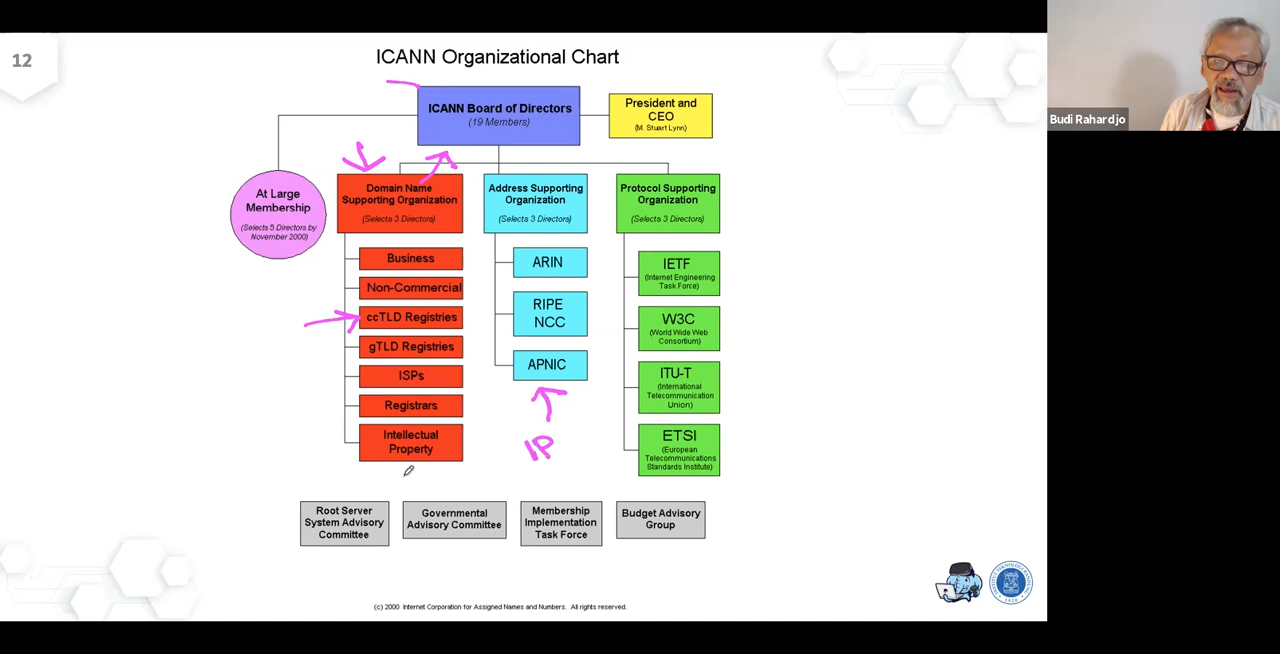 12
ICANN Organizational Chart
ICANN Board of Directors
(19 Members)
President and
CEO
(M. Stuart Lynn)
At Large
Membership
(Selects 5 Directors by
November 2000)
Domain Name
Supporting Organization
(Selects 3 Directors)
Business
Non-Commercial
ccTLD Registries
gTLD Registries
ISPs
Registrars
Intellectual
Property
Address Supporting
Organization
(Selects 3 Directors)
ARIN
RIPE
NCC
APNIC
IP
Protocol Supporting
Organization
(Selects 3 Directors)
IETF
(Internet Engineering
Task Force)
W3C
(World Wide Web
Consortium)
ITU-T
(International
Telecommunication
Union)
ETSI
(European
Telecommunications
Standards Institute)
Root Server
System Advisory
Committee
Governmental
Advisory Committee
Membership
Implementation
Task Force
Budget Advisory
Group
(c) 2000 Internet Corporation for Assigned Names and Numbers. All rights reserved.
Budi Rahardjo